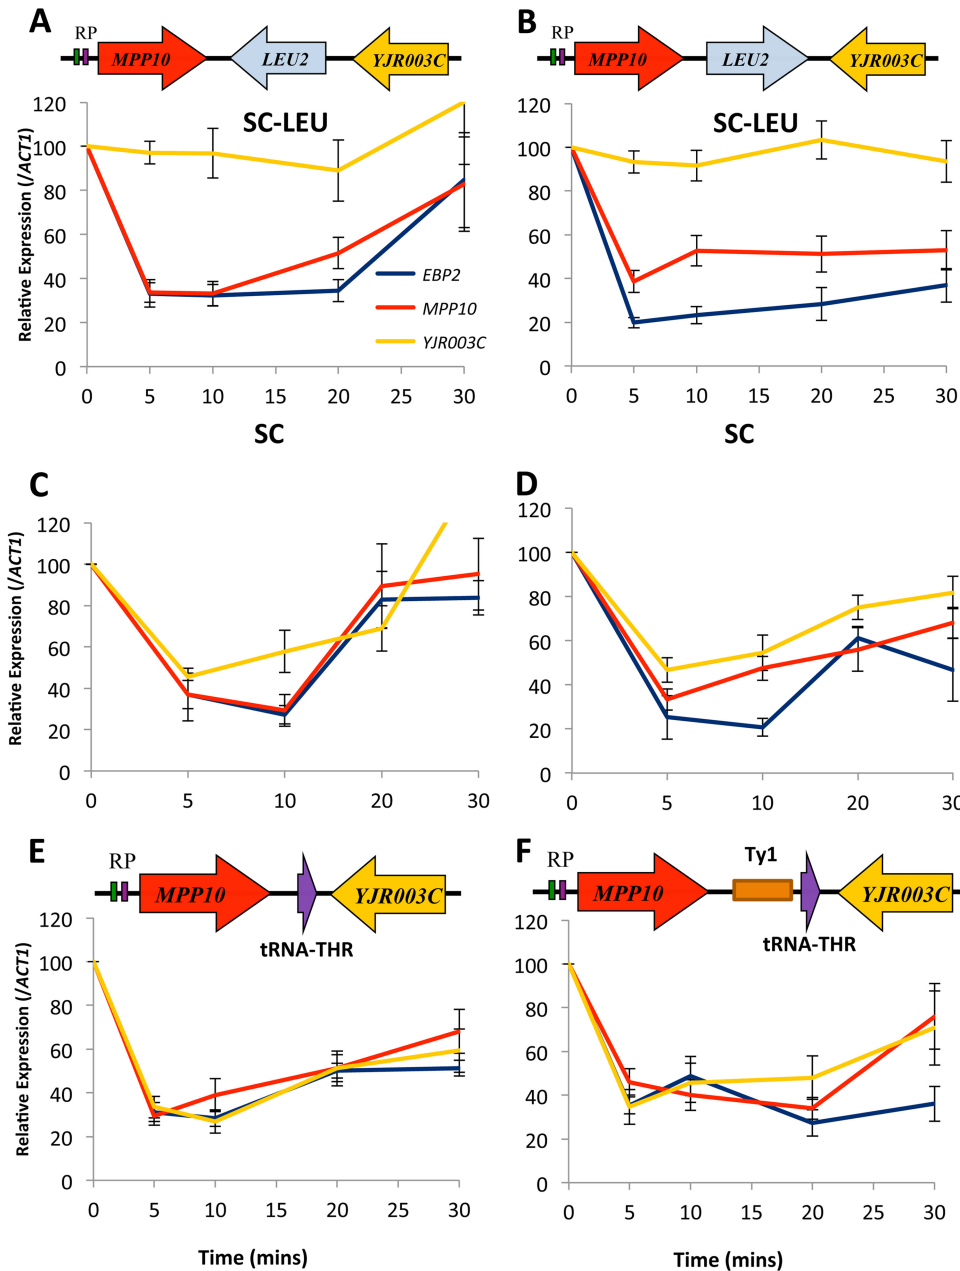 A
B
RP
MPP10
LEU2
YJR003C
RP
MPP10
LEU2
YJR003C
SC-LEU
SC-LEU
Relative Expression (/ACT1)
120
100
80
60
40
20
0
EBP2
MPP10
YJR003C
0 5 10 15 20 25 30
120
100
80
60
40
20
0
0 5 10 15 20 25 30
SC
SC
C
D
Relative Expression (/ACT1)
120
100
80
60
40
20
0
0 5 10 20 30
120
100
80
60
40
20
0
0 5 10 20 30
E
F
RP
MPP10
YJR003C
tRNA-THR
RP
MPP10
Ty1
YJR003C
tRNA-THR
Relative Expression (/ACT1)
120
100
80
60
40
20
0
0 5 10 15 20 25 30
Time (mins)
120
100
80
60
40
20
0
0 5 10 15 20 25 30
Time (mins)